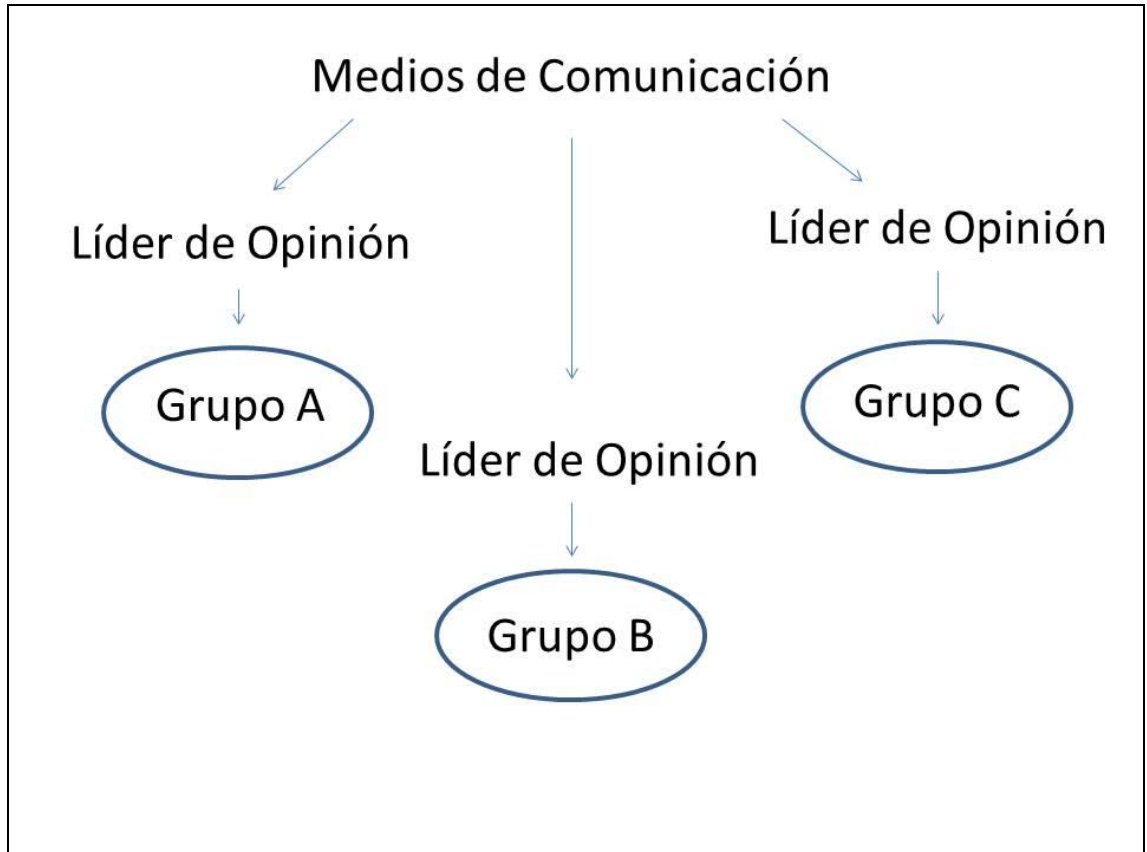 Medios de Comunicación
Líder de Opinión
Líder de Opinión
Grupo A
Grupo C
Líder de Opinión
Grupo B